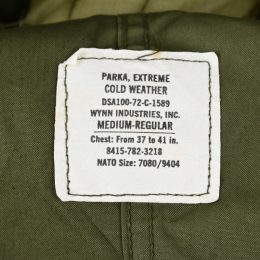 PARKA, EXTREME
COLD WEATHER
DSA100-72-C-1589
WYNN INDUSTRIES, INC.
MEDIUM-REGULAR
Chest: From 37 to 41 in.
8415-782-3218
NATO Size: 7080/9404